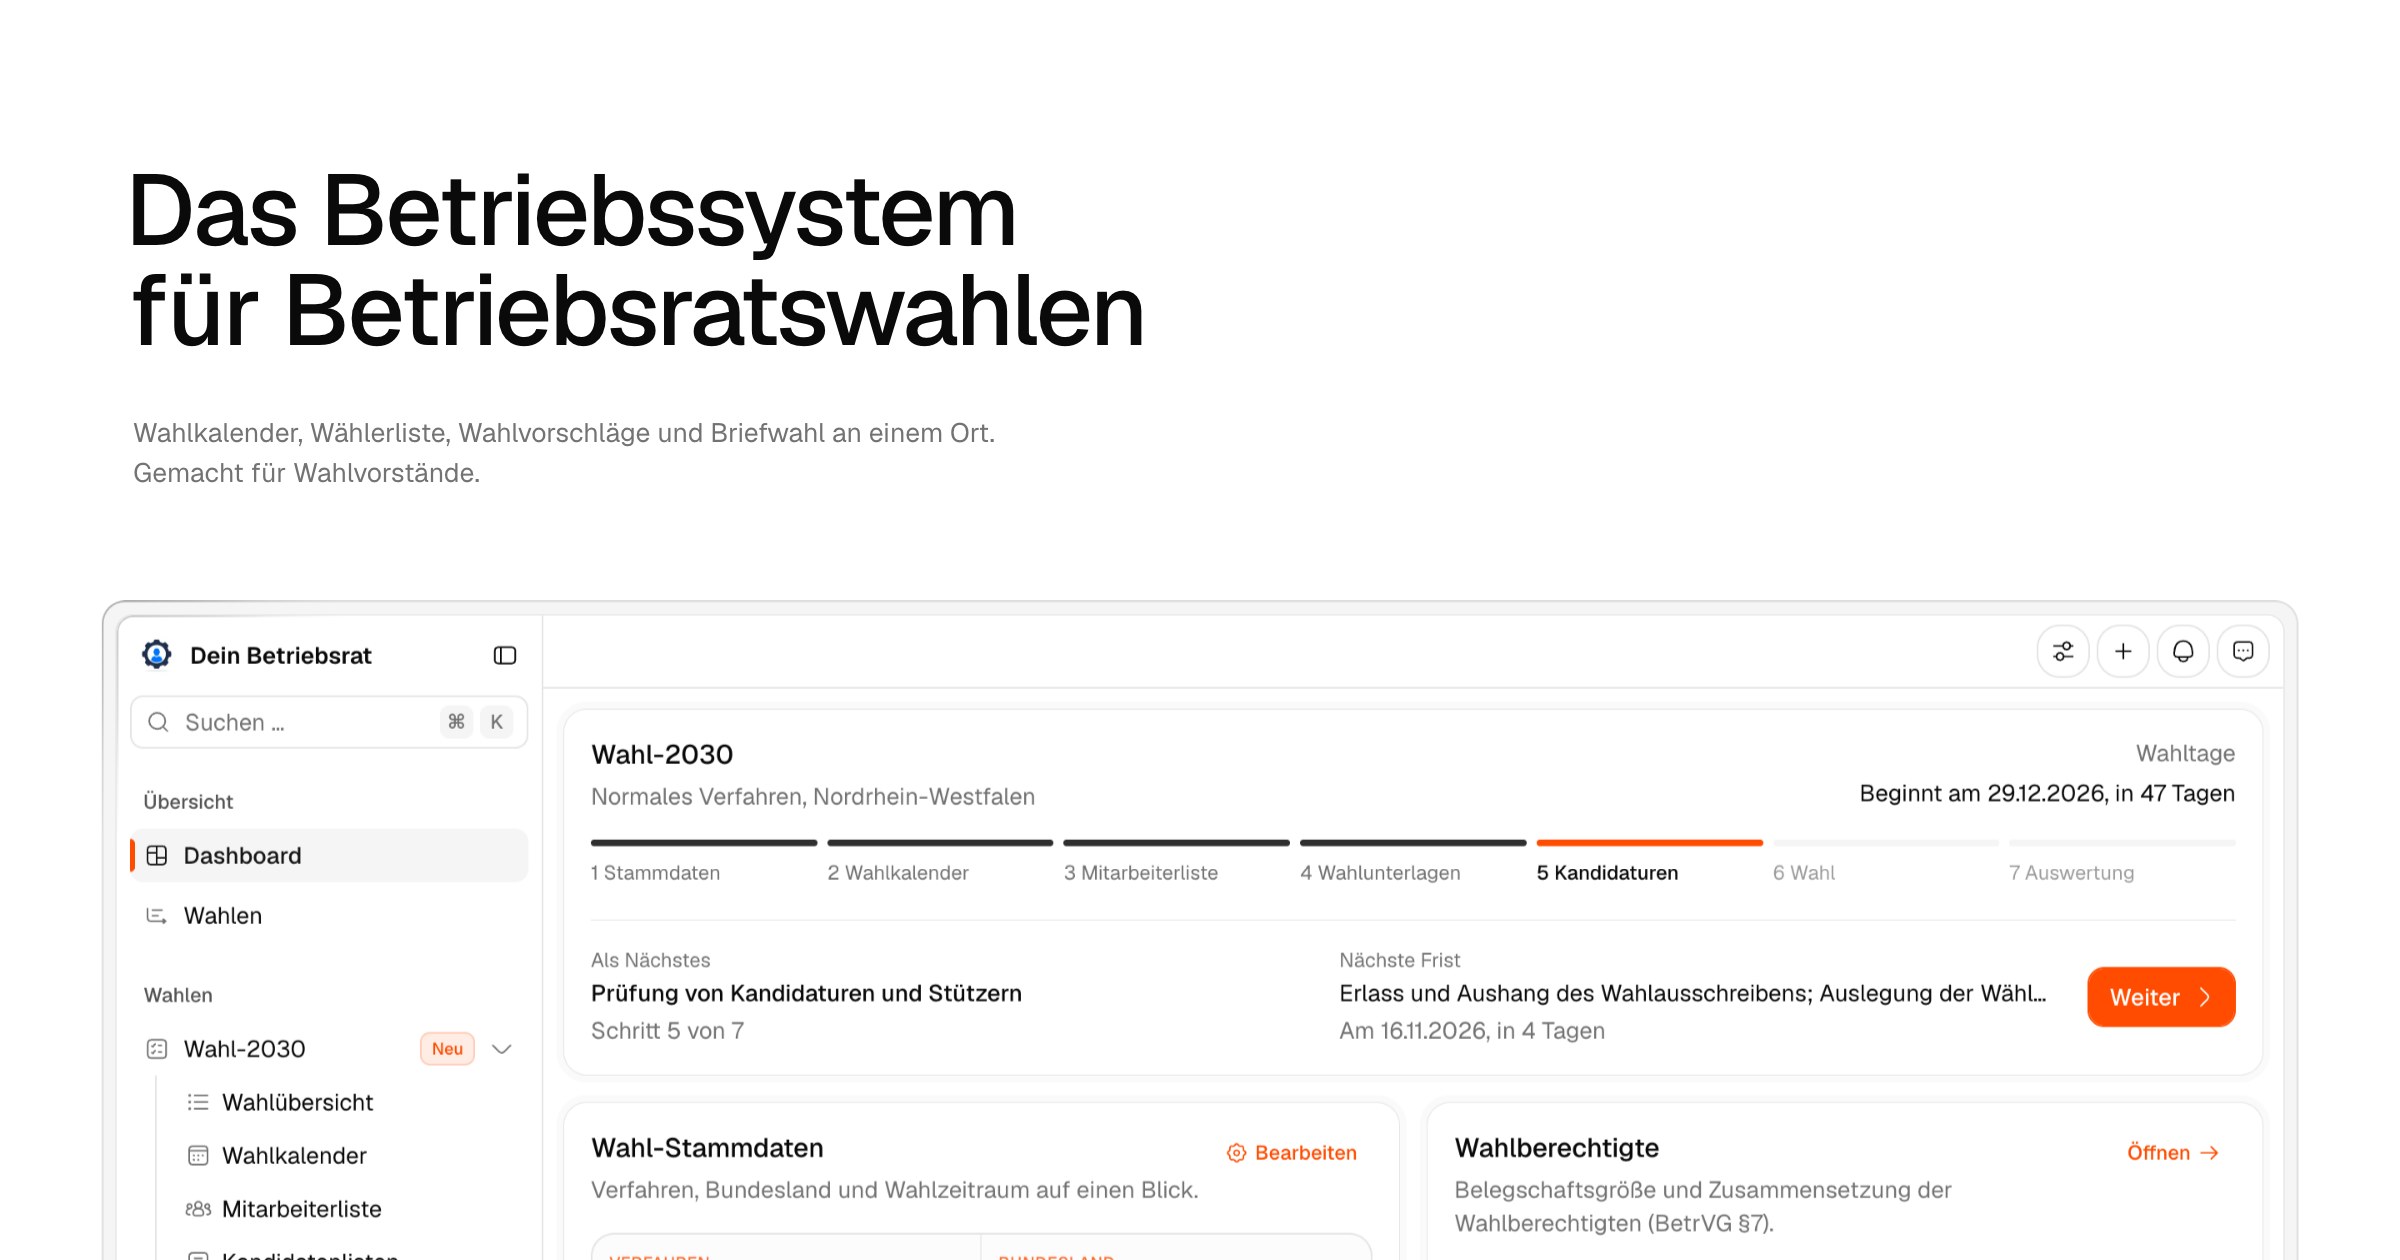 Das Betriebssystem
für Betriebsratswahlen
Wahlkalender, Wählerliste, Wahlvorschläge und Briefwahl an einem Ort.
Gemacht für Wahlvorstände.
Dein Betriebsrat
Suchen ...
⌘ K
Übersicht
Dashboard
Wahlen
Wahlen
Wahl-2030
Neu
Wahlübersicht
Wahlkalender
Mitarbeiterliste
Kandidatenlisten
Wahl-2030
Normales Verfahren, Nordrhein-Westfalen
Wahltage
Beginnt am 29.12.2026, in 47 Tagen
1 Stammdaten
2 Wahlkalender
3 Mitarbeiterliste
4 Wahlunterlagen
5 Kandidaturen
6 Wahl
7 Auswertung
Als Nächstes
Prüfung von Kandidaturen und Stützern
Schritt 5 von 7
Nächste Frist
Erlass und Aushang des Wahlausschreibens; Auslegung der Wähl...
Am 16.11.2026, in 4 Tagen
Weiter
Wahl-Stammdaten
Bearbeiten
Verfahren, Bundesland und Wahlzeitraum auf einen Blick.
VERFAHREN
BUNDESLAND
Wahlberechtigte
Öffnen
Belegschaftsgröße und Zusammensetzung der
Wahlberechtigten (BetrVG §7).